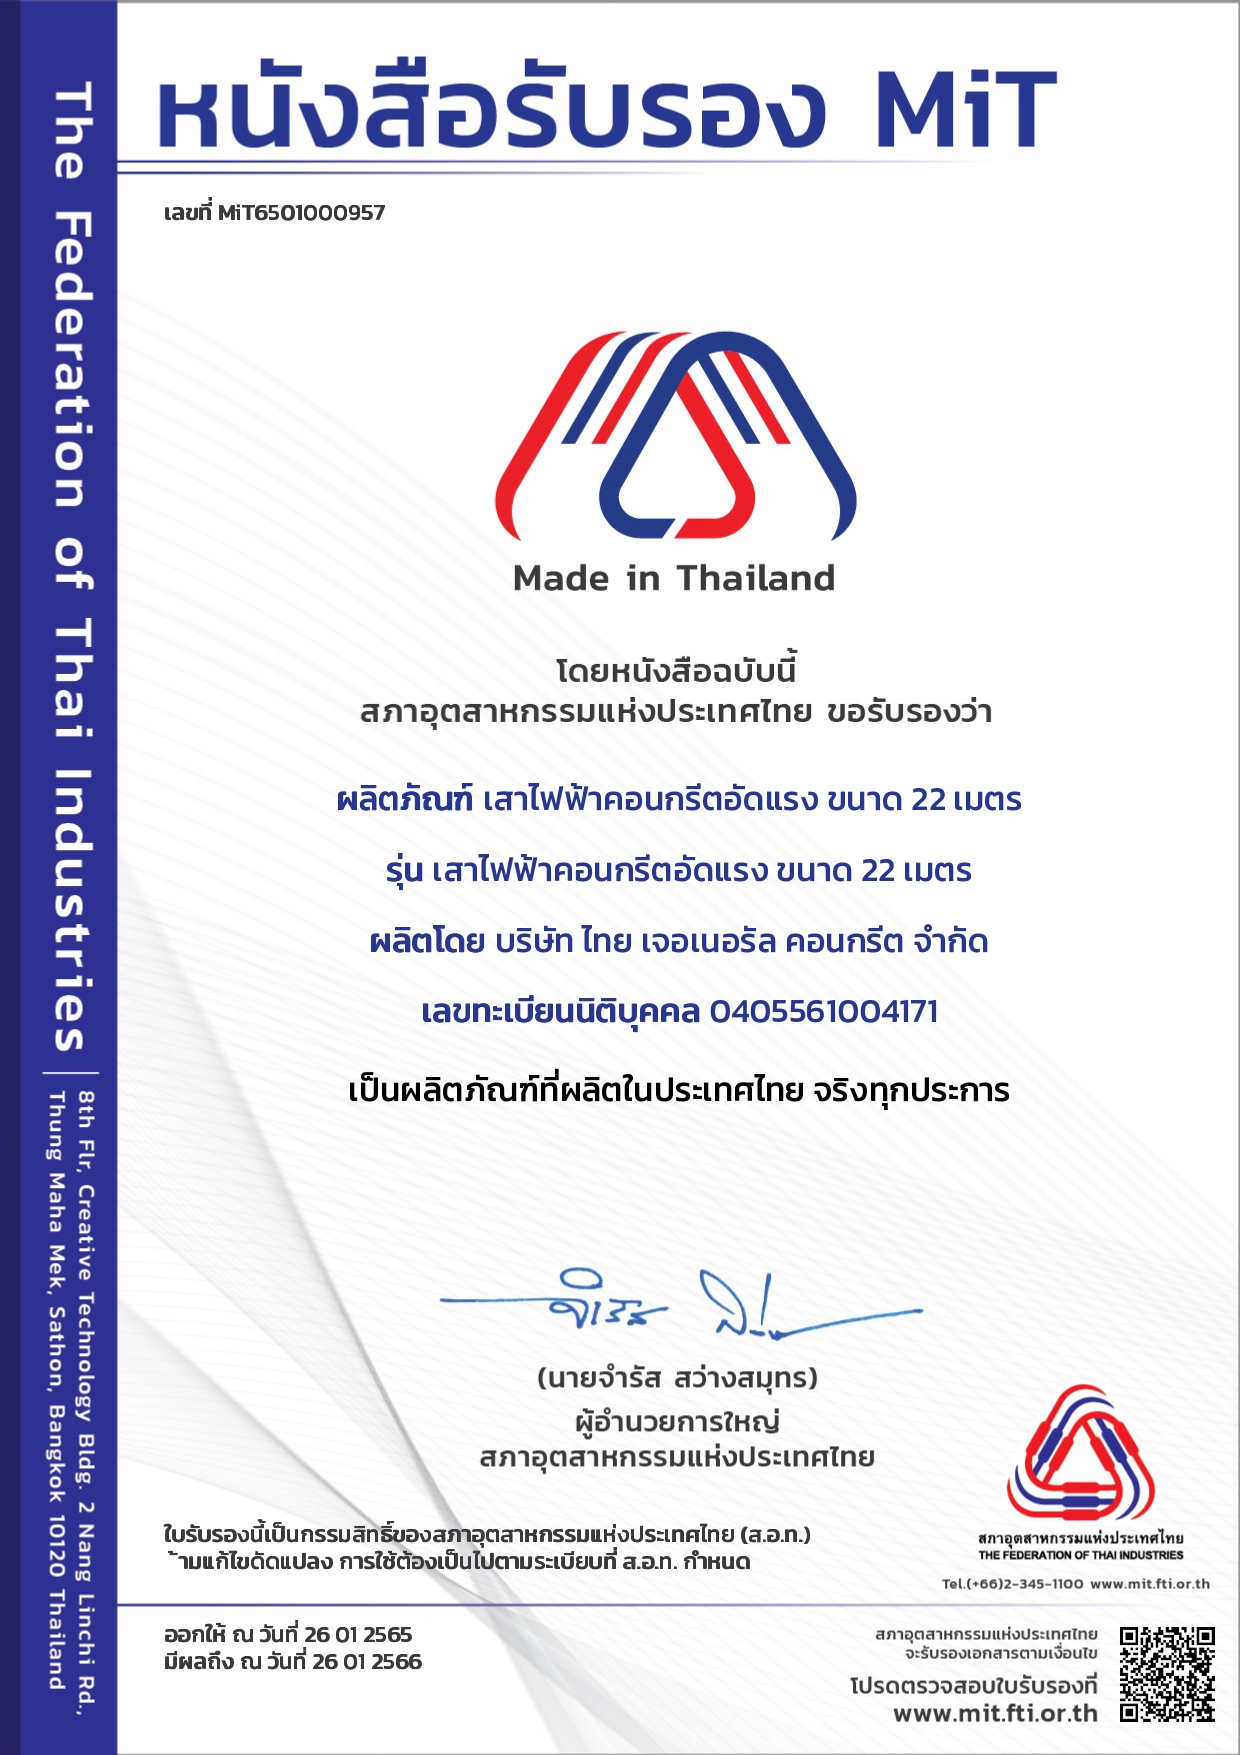 หนังสือรับรอง MiT
เลขที่ MiT6501000957
Made in Thailand
โดยหนังสือฉบับนี้
สภาอุตสาหกรรมแห่งประเทศไทย ขอรับรองว่า
ผลิตภัณฑ์ เสาไฟฟ้าคอนกรีตอัดแรง ขนาด 22 เมตร
รุ่น เสาไฟฟ้าคอนกรีตอัดแรง ขนาด 22 เมตร
ผลิตโดย บริษัท ไทย เจอเนอรัล คอนกรีต จำกัด
เลขทะเบียนนิติบุคคล 0405561004171
เป็นผลิตภัณฑ์ที่ผลิตในประเทศไทย จริงทุกประการ
(นายจำรัส สว่างสมุทร)
ผู้อำนวยการใหญ่
สภาอุตสาหกรรมแห่งประเทศไทย
ใบรับรองนี้เป็นกรรมสิทธิ์ของสภาอุตสาหกรรมแห่งประเทศไทย (ส.อ.ท.)
้ามแก้ไขดัดแปลง การใช้ต้องเป็นไปตามระเบียบที่ ส.อ.ท. กำหนด
สภาอุตสาหกรรมแห่งประเทศไทย
THE FEDERATION OF THAI INDUSTRIES
Tel.(+66)2-345-1100 www.mit.fti.or.th
ออกให้ ณ วันที่ 26 01 2565
มีผลถึง ณ วันที่ 26 01 2566
สภาอุตสาหกรรมแห่งประเทศไทย
จะรับรองเอกสารตามเงื่อนไข
โปรดตรวจสอบใบรับรองที่
www.mit.fti.or.th
The Federation of Thai Industries
8th Flr, Creative Technology Bldg. 2 Nang Linchi Rd.,
Thung Maha Mek, Sathon, Bangkok 10120 Thailand